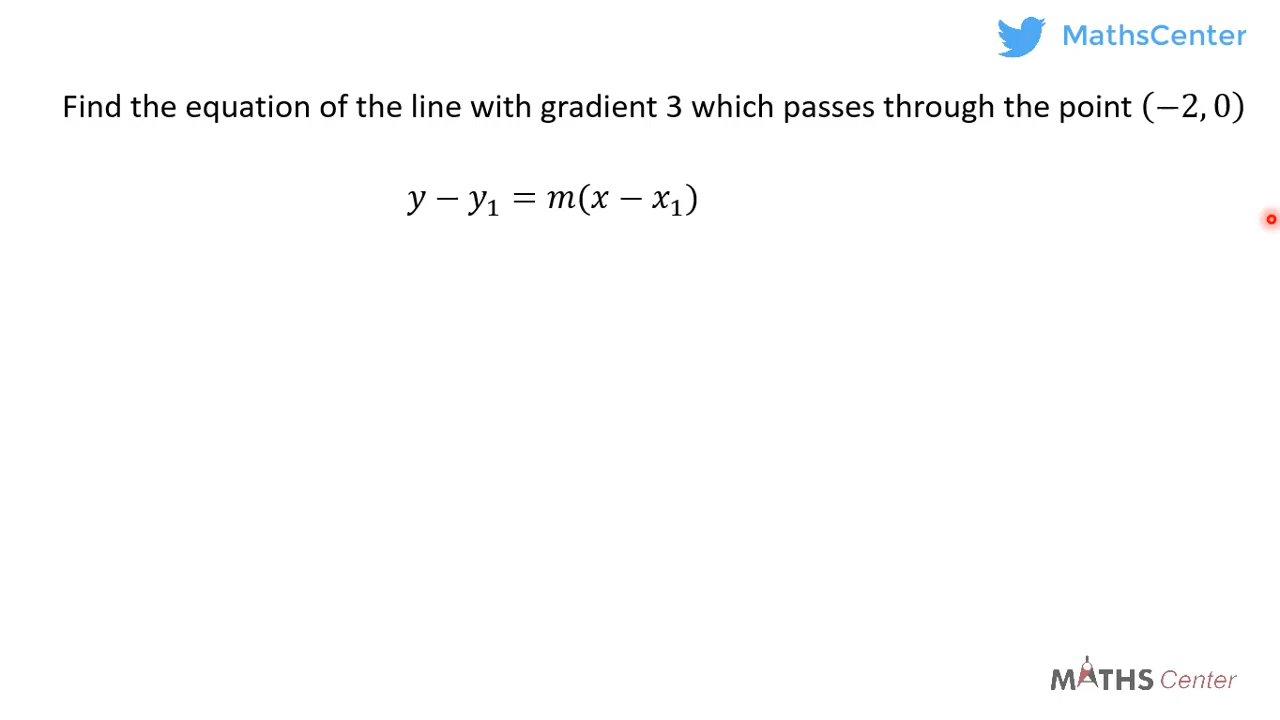 MathsCenter
Find the equation of the line with gradient 3 which passes through the point (−2, 0)
y − y₁ = m(x − x₁)
MATHS Center